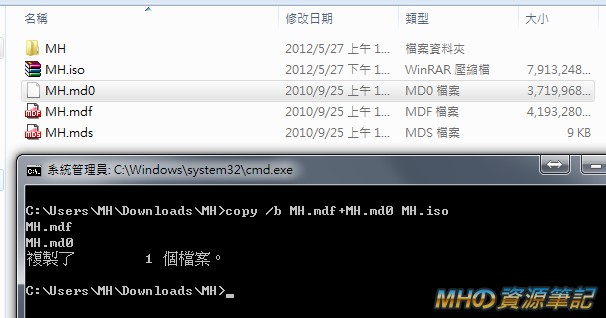 名稱 修改日期 類型 大小
MH 2012/5/27 上午 1... 檔案資料夾
MH.iso 2012/5/27 下午 1... WinRAR 壓縮檔 7,913,248...
MH.md0 2010/9/25 上午 1... MD0 檔案 3,719,968...
MH.mdf 2010/9/25 上午 1... MDF 檔案 4,193,280...
MH.mds 2010/9/25 上午 1... MDS 檔案 9 KB
系統管理員: C:\Windows\system32\cmd.exe
C:\Users\MH\Downloads\MH>copy /b MH.mdf+MH.md0 MH.iso
MH.mdf
MH.md0
複製了 1 個檔案。
C:\Users\MH\Downloads\MH>_
MHの資源筆記